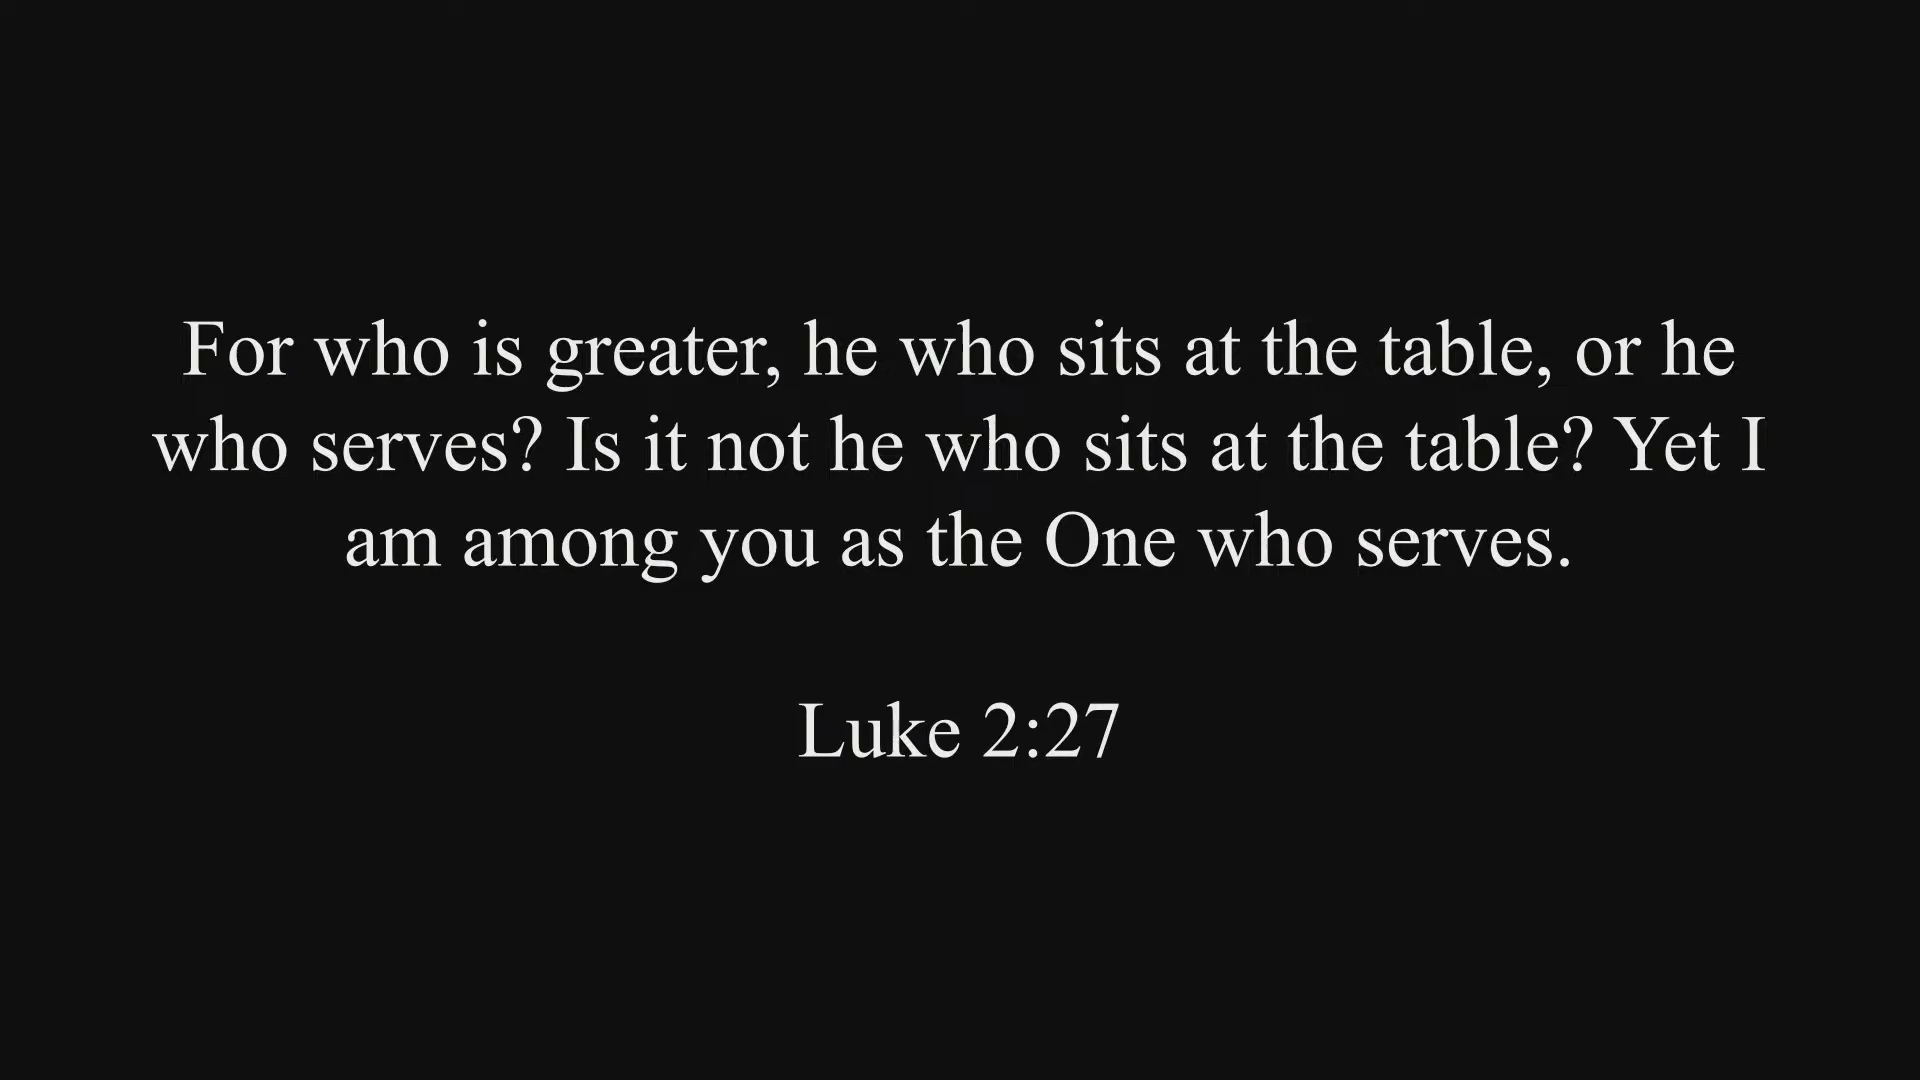 For who is greater, he who sits at the table, or he
who serves? Is it not he who sits at the table? Yet I
am among you as the One who serves.
Luke 2:27